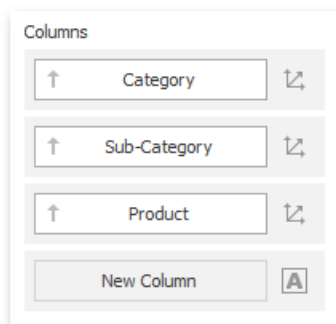 Columns
Category
Sub-Category
Product
New Column
A